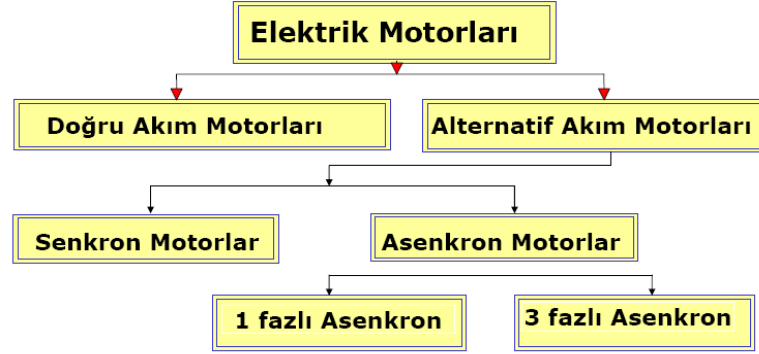 Elektrik Motorları
Doğru Akım Motorları
Alternatif Akım Motorları
Senkron Motorlar
Asenkron Motorlar
1 fazlı Asenkron
3 fazlı Asenkron